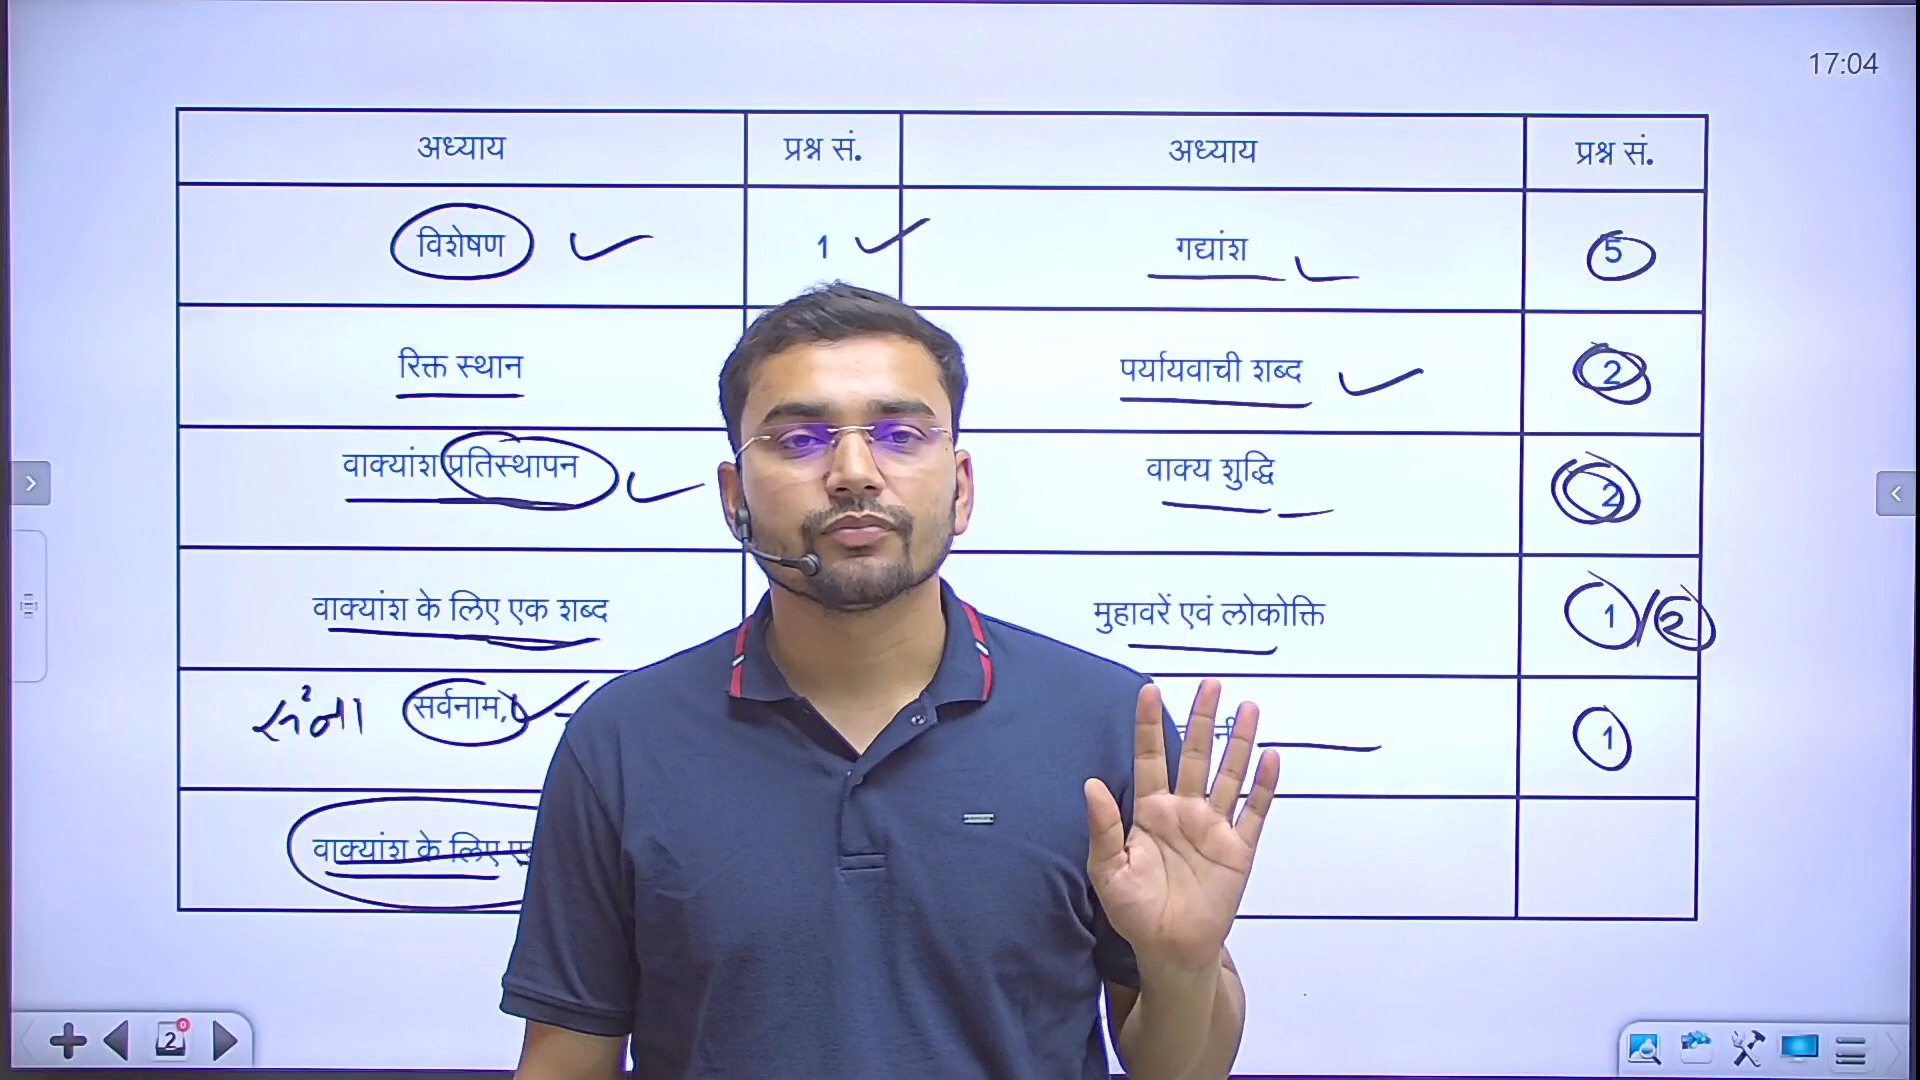 17:04
अध्याय प्रश्न सं. अध्याय प्रश्न सं.
विशेषण 1 गद्यांश 5
रिक्त स्थान पर्यायवाची शब्द 2
वाक्यांश प्रतिस्थापन वाक्य शुद्धि 2
वाक्यांश के लिए एक शब्द मुहावरें एवं लोकोक्ति 1/2
संज्ञा सर्वनाम, 1
वाक्यांश के लिए
2